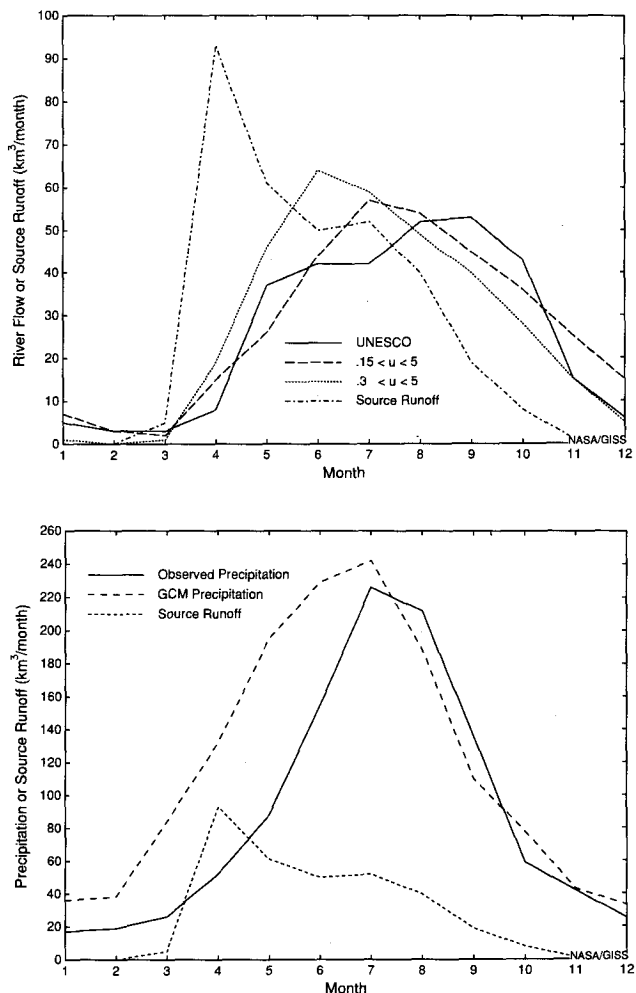 100
90
80
70
60
50
40
30
20
10
0
River Flow or Source Runoff (km³/month)
UNESCO
.15 < u < 5
.3 < u < 5
Source Runoff
NASA/GISS
1 2 3 4 5 6 7 8 9 10 11 12
Month
260
240
220
200
180
160
140
120
100
80
60
40
20
0
Precipitation or Source Runoff (km³/month)
Observed Precipitation
GCM Precipitation
Source Runoff
NASA/GISS
1 2 3 4 5 6 7 8 9 10 11 12
Month